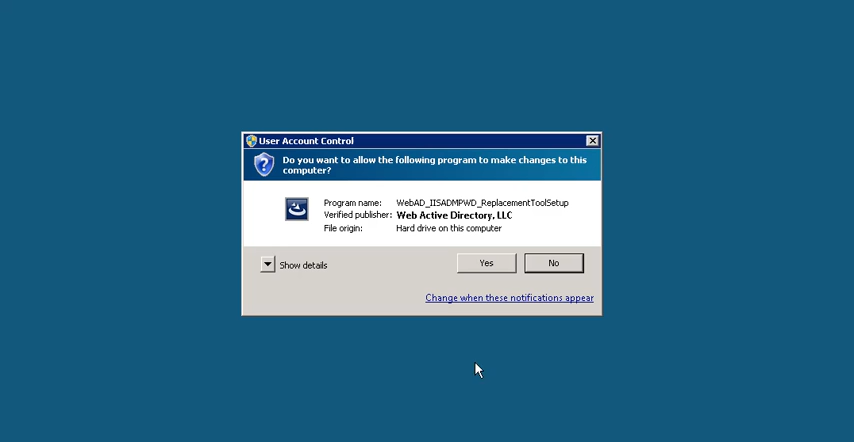 User Account Control
Do you want to allow the following program to make changes to this
computer?
Program name: WebAD_IISADMPWD_ReplacementToolSetup
Verified publisher: Web Active Directory, LLC
File origin: Hard drive on this computer
Show details
Yes
No
Change when these notifications appear